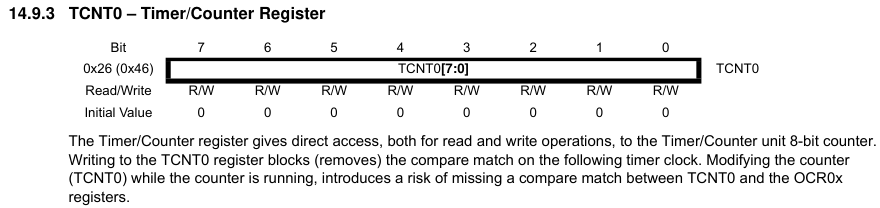 14.9.3 TCNT0 – Timer/Counter Register
Bit 7 6 5 4 3 2 1 0
0x26 (0x46) TCNT0[7:0] TCNT0
Read/Write R/W R/W R/W R/W R/W R/W R/W R/W
Initial Value 0 0 0 0 0 0 0 0
The Timer/Counter register gives direct access, both for read and write operations, to the Timer/Counter unit 8-bit counter.
Writing to the TCNT0 register blocks (removes) the compare match on the following timer clock. Modifying the counter
(TCNT0) while the counter is running, introduces a risk of missing a compare match between TCNT0 and the OCR0x
registers.